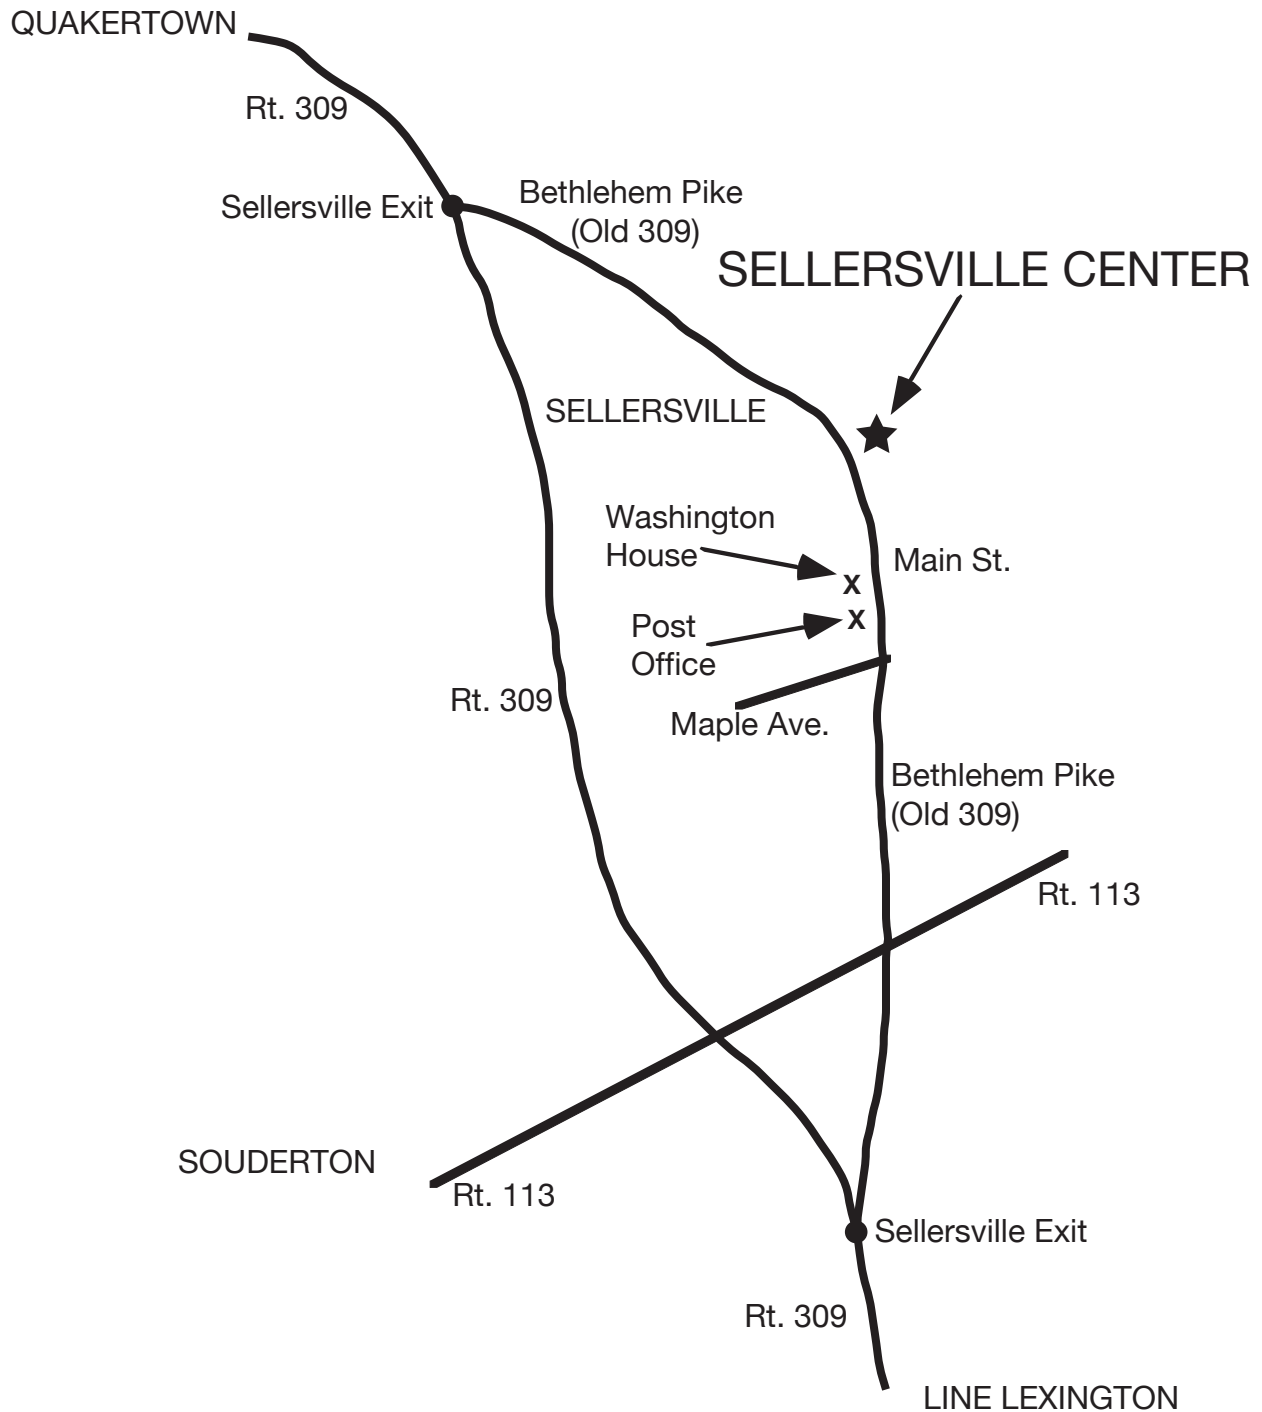 QUAKERTOWN
Rt. 309
Sellersville Exit
Bethlehem Pike
(Old 309)
SELLERSVILLE CENTER
SELLERSVILLE
Washington
House
x
Main St.
Post
Office
x
Rt. 309
Maple Ave.
Bethlehem Pike
(Old 309)
Rt. 113
SOUDERTON
Rt. 113
Sellersville Exit
Rt. 309
LINE LEXINGTON